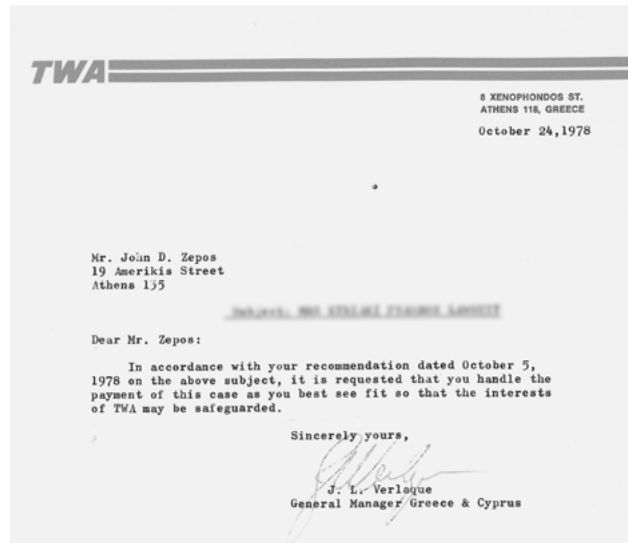 TWA
8 XENOPHONDOS ST.
ATHENS 118, GREECE
October 24,1978
Mr. John D. Zepos
19 Amerikis Street
Athens 135
Subject:
Dear Mr. Zepos:
In accordance with your recommendation dated October 5,
1978 on the above subject, it is requested that you handle the
payment of this case as you best see fit so that the interests
of TWA may be safeguarded.
Sincerely yours,
J. L. Verlaque
General Manager Greece & Cyprus